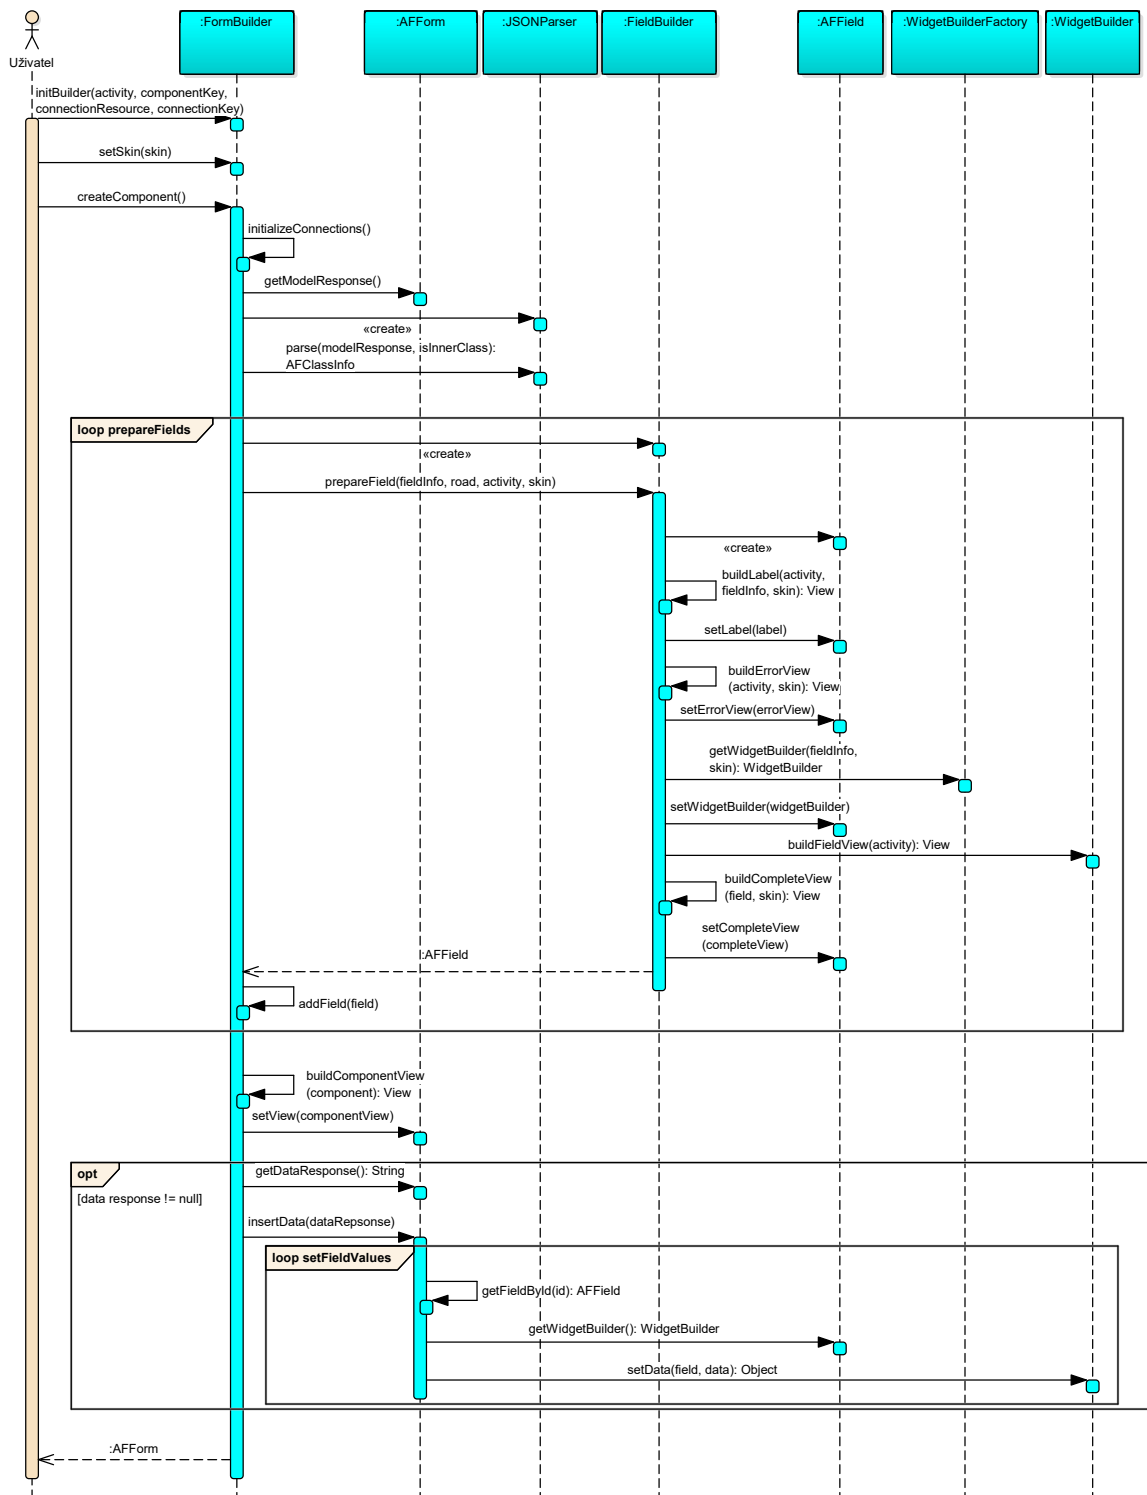 :FormBuilder
:AFForm
:JSONParser
:FieldBuilder
:AFField
:WidgetBuilderFactory
:WidgetBuilder
Uživatel
initBuilder(activity, componentKey,
connectionResource, connectionKey)
setSkin(skin)
createComponent()
initializeConnections()
getModelResponse()
«create»
parse(modelResponse, isInnerClass):
AFClassInfo
loop prepareFields
«create»
prepareField(fieldInfo, road, activity, skin)
«create»
buildLabel(activity,
fieldInfo, skin): View
setLabel(label)
buildErrorView
(activity, skin): View
setErrorView(errorView)
getWidgetBuilder(fieldInfo,
skin): WidgetBuilder
setWidgetBuilder(widgetBuilder)
buildFieldView(activity): View
buildCompleteView
(field, skin): View
setCompleteView
(completeView)
:AFField
addField(field)
buildComponentView
(component): View
setView(componentView)
opt
getDataResponse(): String
[data response != null]
insertData(dataRepsonse)
loop setFieldValues
getFieldById(id): AFField
getWidgetBuilder(): WidgetBuilder
setData(field, data): Object
:AFForm